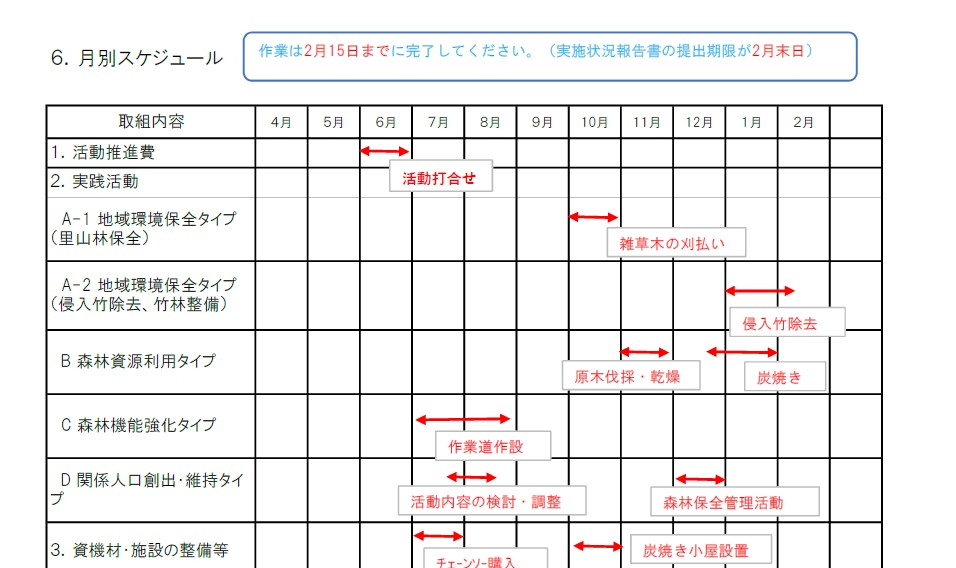 6. 月別スケジュール
作業は2月15日までに完了してください。（実施状況報告書の提出期限が2月末日）
取組内容 4月 5月 6月 7月 8月 9月 10月 11月 12月 1月 2月
1. 活動推進費
活動打合せ
2. 実践活動
A-1 地域環境保全タイプ
（里山林保全）
雑草木の刈払い
A-2 地域環境保全タイプ
（侵入竹除去、竹林整備）
侵入竹除去
B 森林資源利用タイプ
原木伐採・乾燥 炭焼き
C 森林機能強化タイプ
作業道作設
D 関係人口創出・維持タイ
プ
活動内容の検討・調整 森林保全管理活動
3. 資機材・施設の整備等
炭焼き小屋設置
ﾁｪｰﾝｿｰ購入